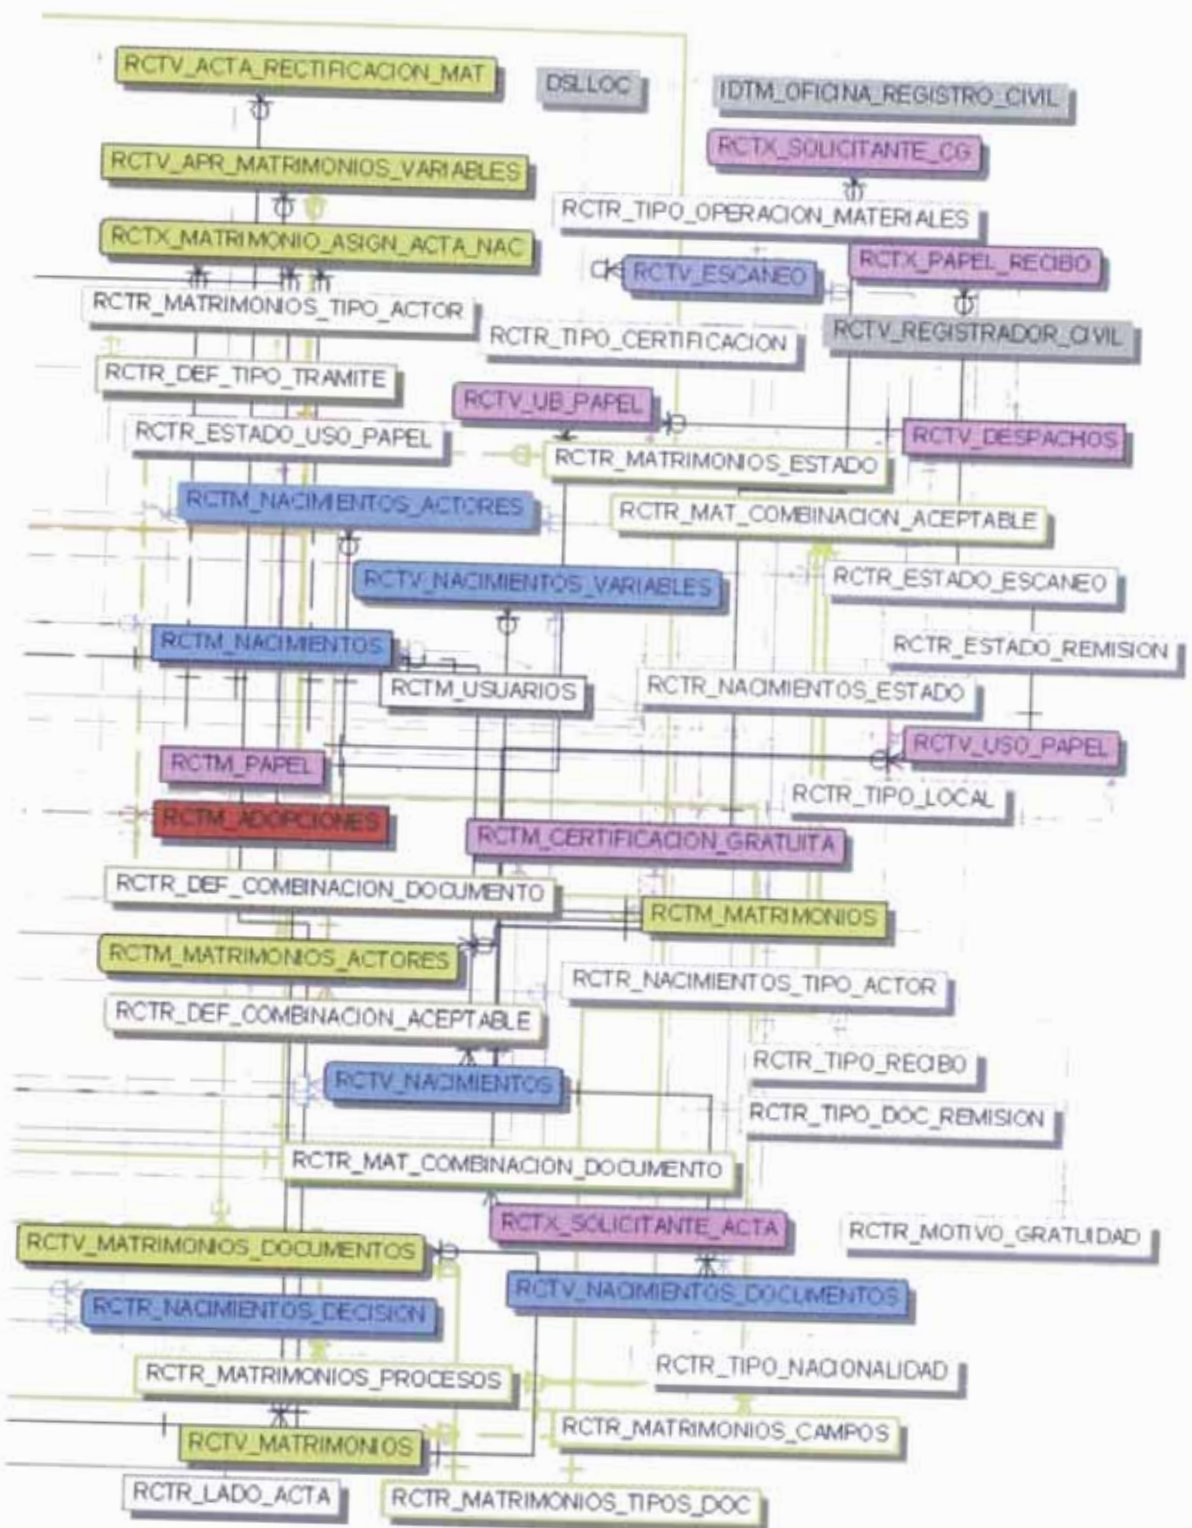 RCTV_ACTA_RECTIFICACION_MAT
DSLLOC
IDTM_OFICINA_REGISTRO_CIVIL
RCTX_SOLICITANTE_CG
RCTV_APR_MATRIMONIOS_VARIABLES
RCTR_TIPO_OPERACION_MATERIALES
RCTX_MATRIMONIO_ASIGN_ACTA_NAC
RCTV_ESCANEO
RCTX_PAPEL_RECIBO
RCTR_MATRIMONIOS_TIPO_ACTOR
RCTR_TIPO_CERTIFICACION
RCTV_REGISTRADOR_CIVIL
RCTR_DEF_TIPO_TRAMITE
RCTV_UB_PAPEL
RCTR_ESTADO_USO_PAPEL
RCTV_DESPACHOS
RCTR_MATRIMONIOS_ESTADO
RCTM_NACIMIENTOS_ACTORES
RCTR_MAT_COMBINACION_ACEPTABLE
RCTV_NACIMIENTOS_VARIABLES
RCTR_ESTADO_ESCANEO
RCTM_NACIMIENTOS
RCTR_ESTADO_REMISION
RCTM_USUARIOS
RCTR_NACIMIENTOS_ESTADO
RCTV_USO_PAPEL
RCTM_PAPEL
RCTR_TIPO_LOCAL
RCTM_ADOPCIONES
RCTM_CERTIFICACION_GRATUITA
RCTR_DEF_COMBINACION_DOCUMENTO
RCTM_MATRIMONIOS
RCTM_MATRIMONIOS_ACTORES
RCTR_NACIMIENTOS_TIPO_ACTOR
RCTR_DEF_COMBINACION_ACEPTABLE
RCTR_TIPO_RECIBO
RCTV_NACIMIENTOS
RCTR_TIPO_DOC_REMISION
RCTR_MAT_COMBINACION_DOCUMENTO
RCTX_SOLICITANTE_ACTA
RCTR_MOTIVO_GRATUIDAD
RCTV_MATRIMONIOS_DOCUMENTOS
RCTV_NACIMIENTOS_DOCUMENTOS
RCTR_NACIMIENTOS_DECISION
RCTR_MATRIMONIOS_PROCESOS
RCTR_TIPO_NACIONALIDAD
RCTR_MATRIMONIOS_CAMPOS
RCTV_MATRIMONIOS
RCTR_LADO_ACTA
RCTR_MATRIMONIOS_TIPOS_DOC